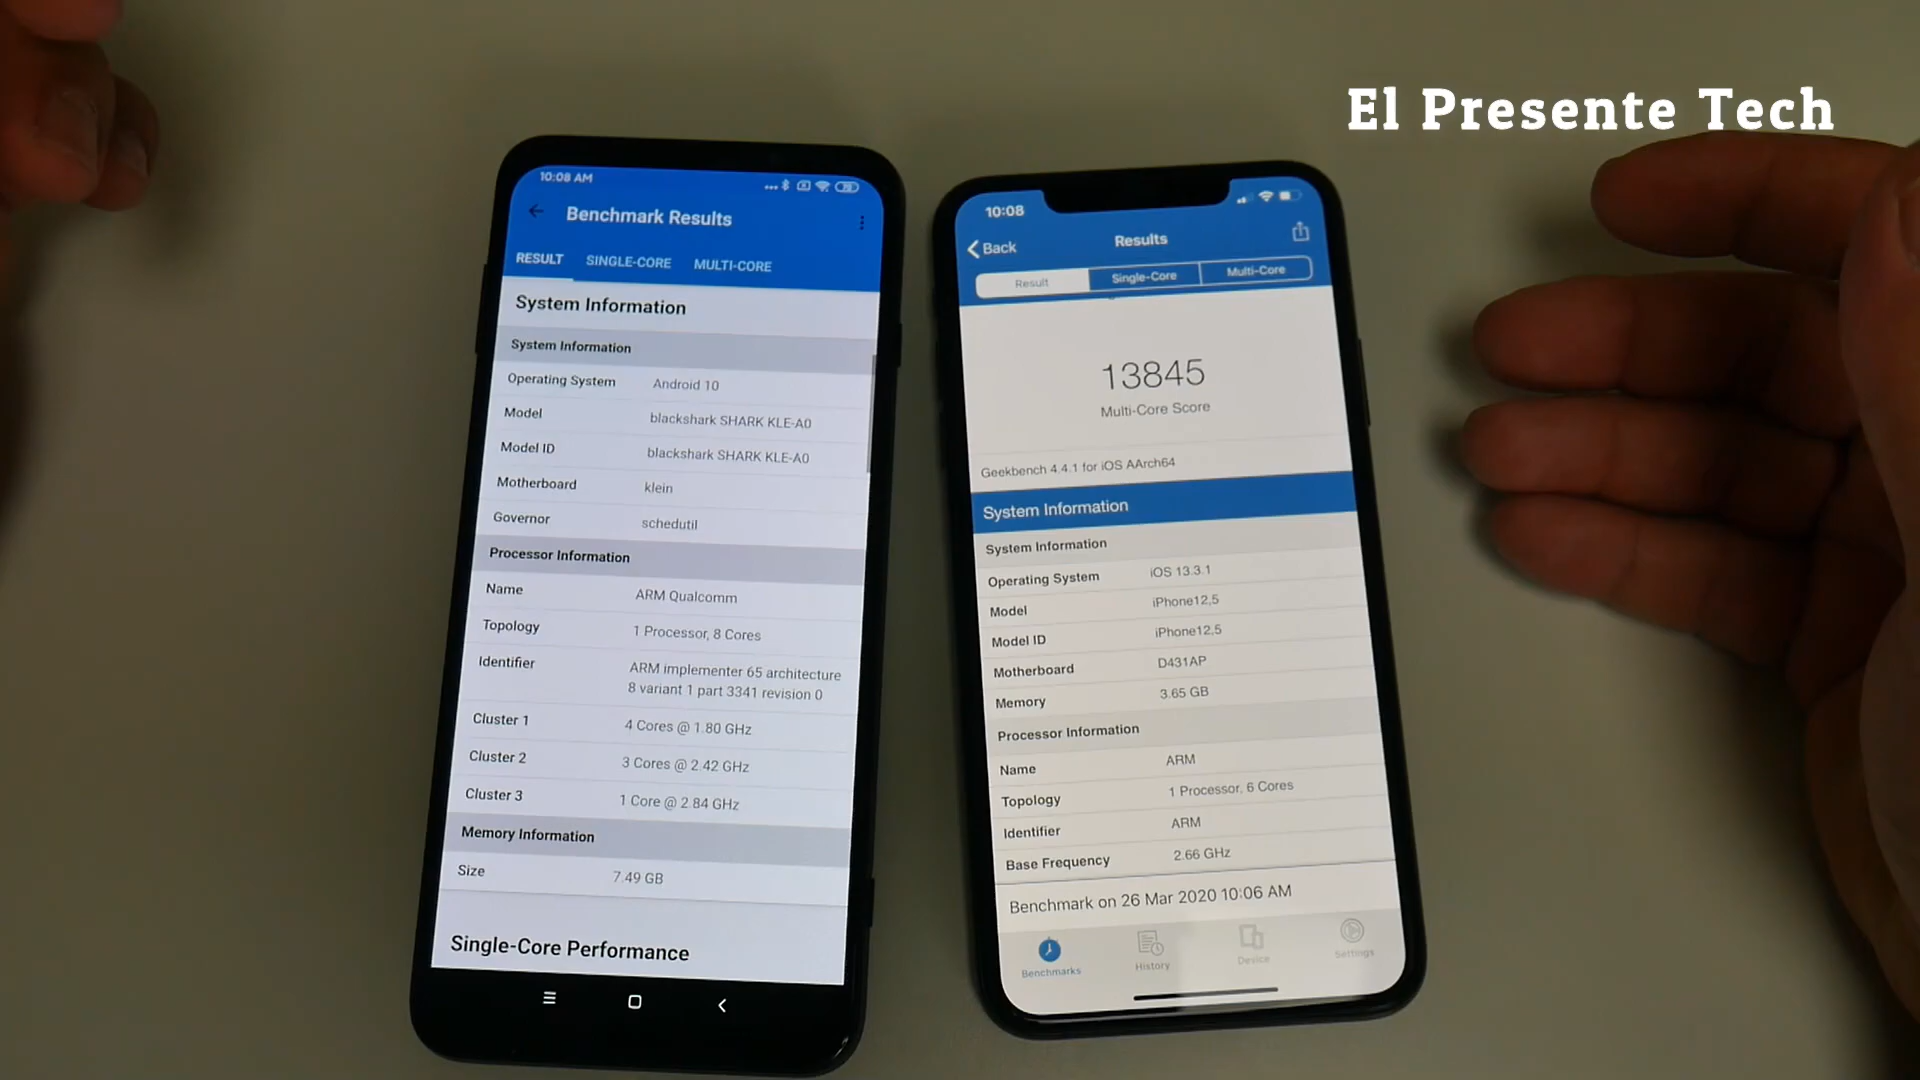 El Presente Tech
10:08 AM
Benchmark Results
RESULT SINGLE-CORE MULTI-CORE
System Information
System Information
Operating System Android 10
Model blackshark SHARK KLE-A0
Model ID blackshark SHARK KLE-A0
Motherboard klein
Governor schedutil
Processor Information
Name ARM Qualcomm
Topology 1 Processor, 8 Cores
Identifier ARM implementer 65 architecture
8 variant 1 part 3341 revision 0
Cluster 1 4 Cores @ 1.80 GHz
Cluster 2 3 Cores @ 2.42 GHz
Cluster 3 1 Core @ 2.84 GHz
Memory Information
Size 7.49 GB
Single-Core Performance
10:08
Back Results
Result Single-Core Multi-Core
13845
Multi-Core Score
Geekbench 4.4.1 for iOS AArch64
System Information
System Information
Operating System iOS 13.3.1
Model iPhone12,5
Model ID iPhone12,5
Motherboard D431AP
Memory 3.65 GB
Processor Information
Name ARM
Topology 1 Processor, 6 Cores
Identifier ARM
Base Frequency 2.66 GHz
Benchmark on 26 Mar 2020 10:06 AM
Benchmarks History Device Settings